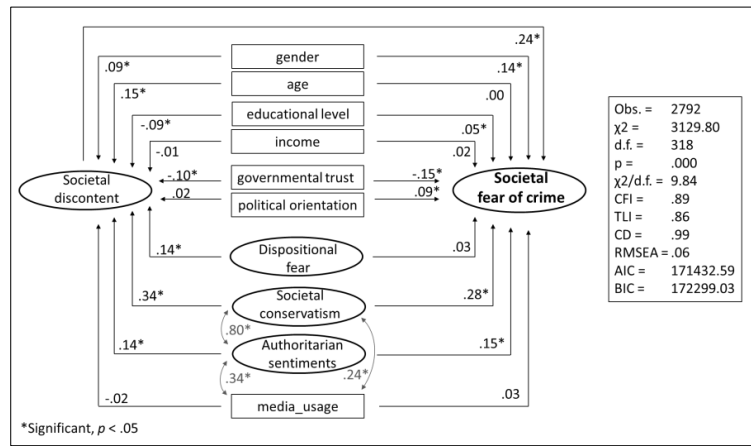 .24*
gender
.09*
.14*
age
.15*
.00
educational level
-.09*
.05*
income
-.01
.02
Societal
discontent
-.10*
governmental trust
-.15*
.02
political orientation
.09*
Societal
fear of crime
Dispositional
fear
.14*
.03
Societal
conservatism
.34*
.28*
.80*
Authoritarian
sentiments
.14*
.15*
.34*
.24*
media_usage
-.02
.03
*Significant, p < .05
Obs. = 2792
χ2 = 3129.80
d.f. = 318
p = .000
χ2/d.f. = 9.84
CFI = .89
TLI = .86
CD = .99
RMSEA = .06
AIC = 171432.59
BIC = 172299.03